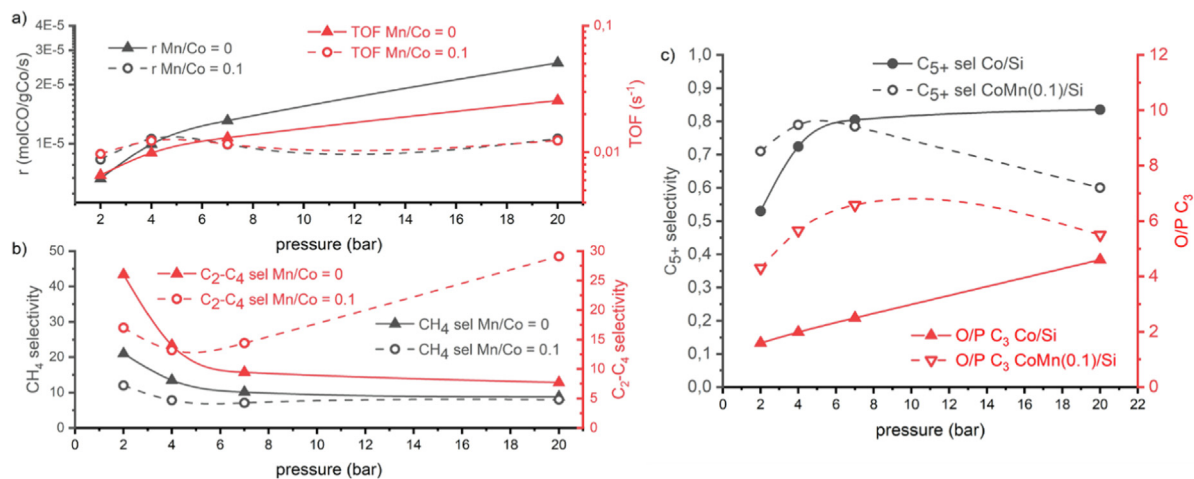 a)
4E-5
3E-5
2E-5
1E-5
r (molCO/gCo/s)
r Mn/Co = 0
r Mn/Co = 0.1
TOF Mn/Co = 0
TOF Mn/Co = 0.1
0,1
0,01
TOF (s⁻¹)
2 4 6 8 10 12 14 16 18 20
pressure (bar)
b)
50
40
30
20
10
0
CH₄ selectivity
C₂-C₄ sel Mn/Co = 0
C₂-C₄ sel Mn/Co = 0.1
CH₄ sel Mn/Co = 0
CH₄ sel Mn/Co = 0.1
30
25
20
15
10
5
0
C₂-C₄ selectivity
0 2 4 6 8 10 12 14 16 18 20
pressure (bar)
c)
1,0
0,9
0,8
0,7
0,6
0,5
0,4
0,3
0,2
0,1
0,0
C₅₊ selectivity
C₅₊ sel Co/Si
C₅₊ sel CoMn(0.1)/Si
O/P C₃ Co/Si
O/P C₃ CoMn(0.1)/Si
12
10
8
6
4
2
0
O/P C₃
0 2 4 6 8 10 12 14 16 18 20 22
pressure (bar)